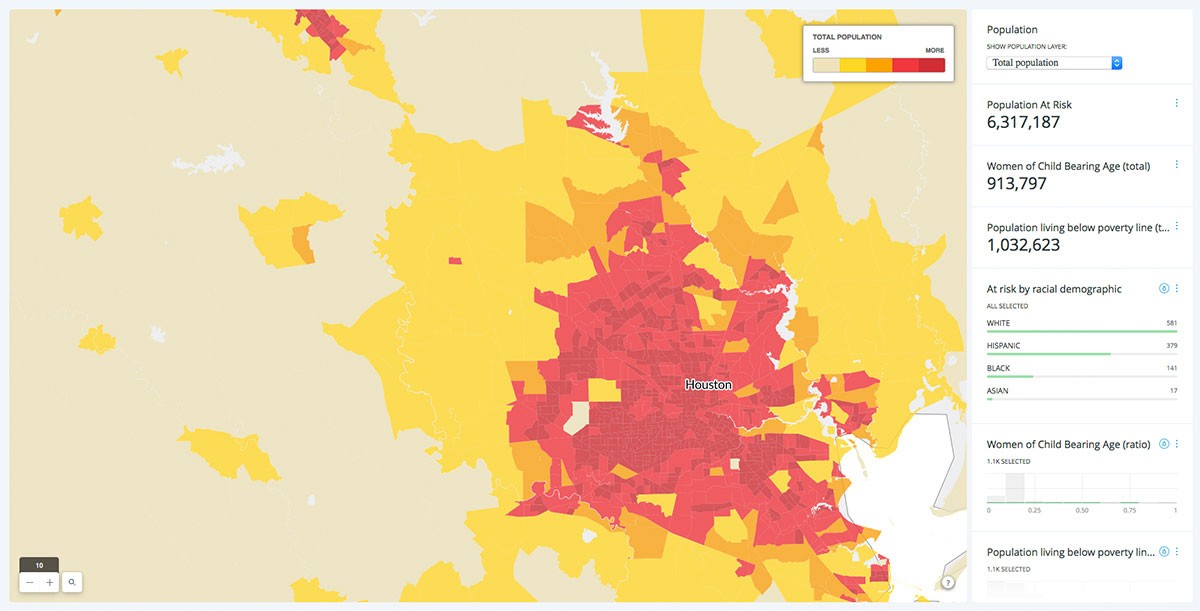 TOTAL POPULATION
LESS MORE
Houston
10
− +
?
Population
SHOW POPULATION LAYER:
Total population
Population At Risk
6,317,187
Women of Child Bearing Age (total)
913,797
Population living below poverty line (t...
1,032,623
At risk by racial demographic
ALL SELECTED
WHITE 581
HISPANIC 379
BLACK 141
ASIAN 17
Women of Child Bearing Age (ratio)
1.1K SELECTED
0 0.25 0.50 0.75 1
Population living below poverty lin...
1.1K SELECTED